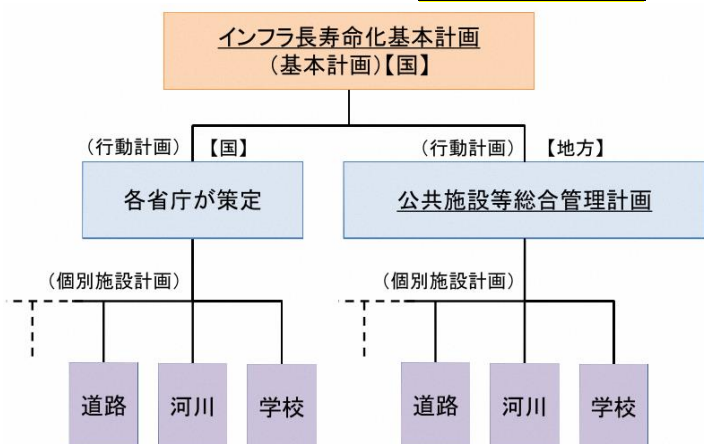 インフラ長寿命化基本計画
(基本計画)【国】
(行動計画) 【国】
(行動計画) 【地方】
各省庁が策定
公共施設等総合管理計画
(個別施設計画)
(個別施設計画)
道路
河川
学校
道路
河川
学校